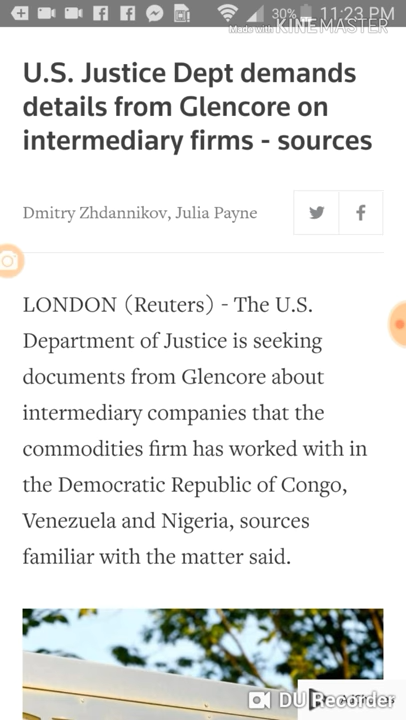 30% 11:23 PM
Made with KINEMASTER
U.S. Justice Dept demands
details from Glencore on
intermediary firms - sources
Dmitry Zhdannikov, Julia Payne
LONDON (Reuters) - The U.S.
Department of Justice is seeking
documents from Glencore about
intermediary companies that the
commodities firm has worked with in
the Democratic Republic of Congo,
Venezuela and Nigeria, sources
familiar with the matter said.
DU Recorder